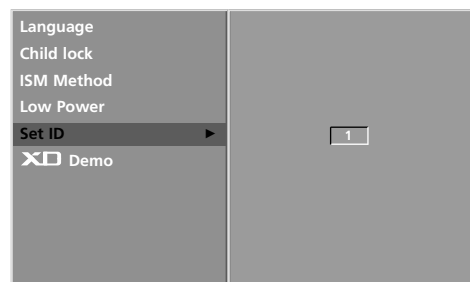 Language
Child lock
ISM Method
Low Power
Set ID ► 1
XD Demo